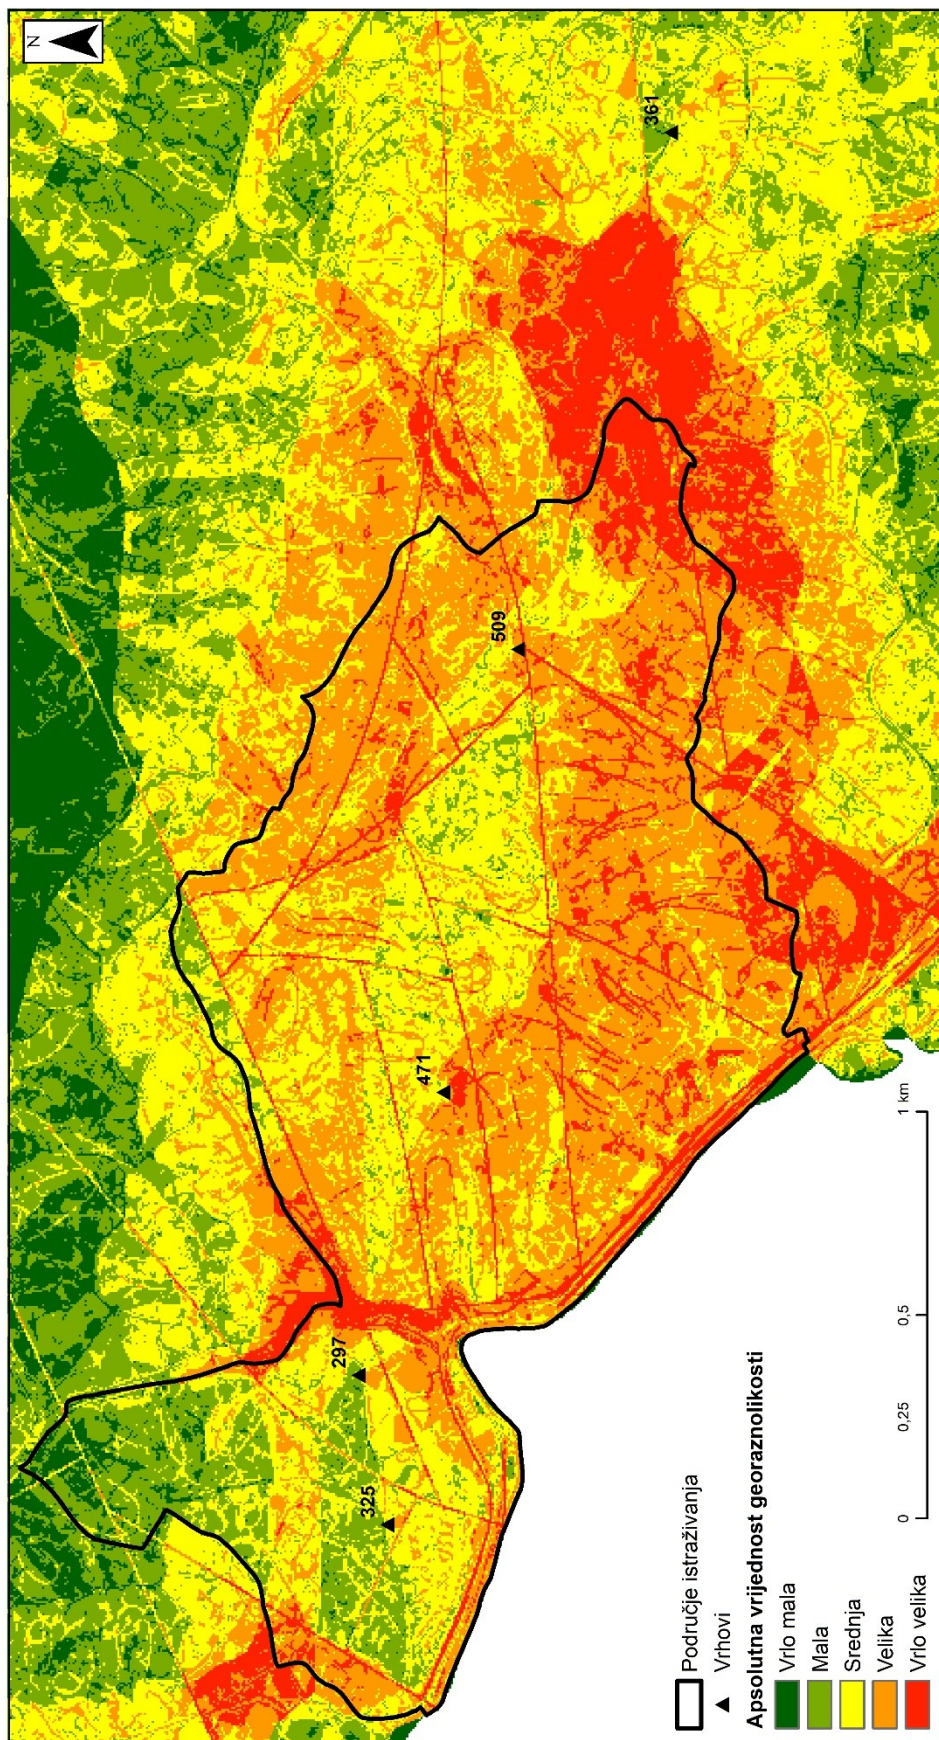 N
361
509
471
297
325
Područje istraživanja
Vrhovi
Apsolutna vrijednost georaznolikosti
Vrlo mala
Mala
Srednja
Velika
Vrlo velika
0 0,25 0,5 1 km